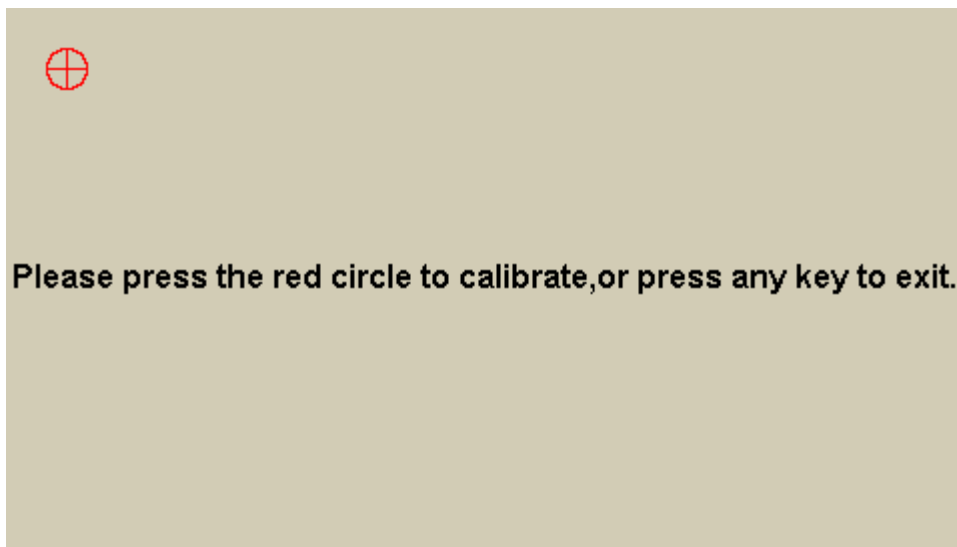 Please press the red circle to calibrate,or press any key to exit.